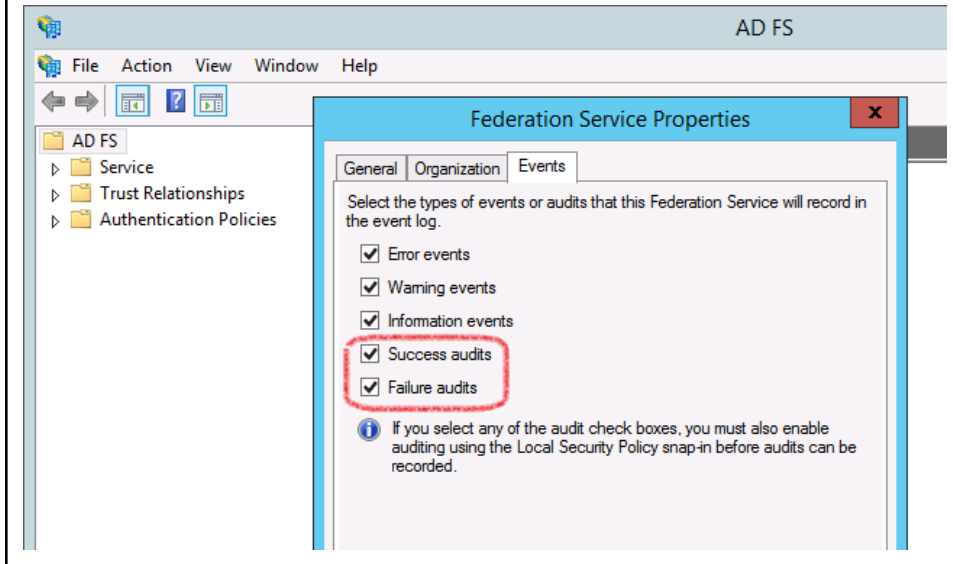 AD FS
File Action View Window Help
Federation Service Properties
x
AD FS
Service
Trust Relationships
Authentication Policies
General Organization Events
Select the types of events or audits that this Federation Service will record in
the event log.
Error events
Warning events
Information events
Success audits
Failure audits
If you select any of the audit check boxes, you must also enable
auditing using the Local Security Policy snap-in before audits can be
recorded.